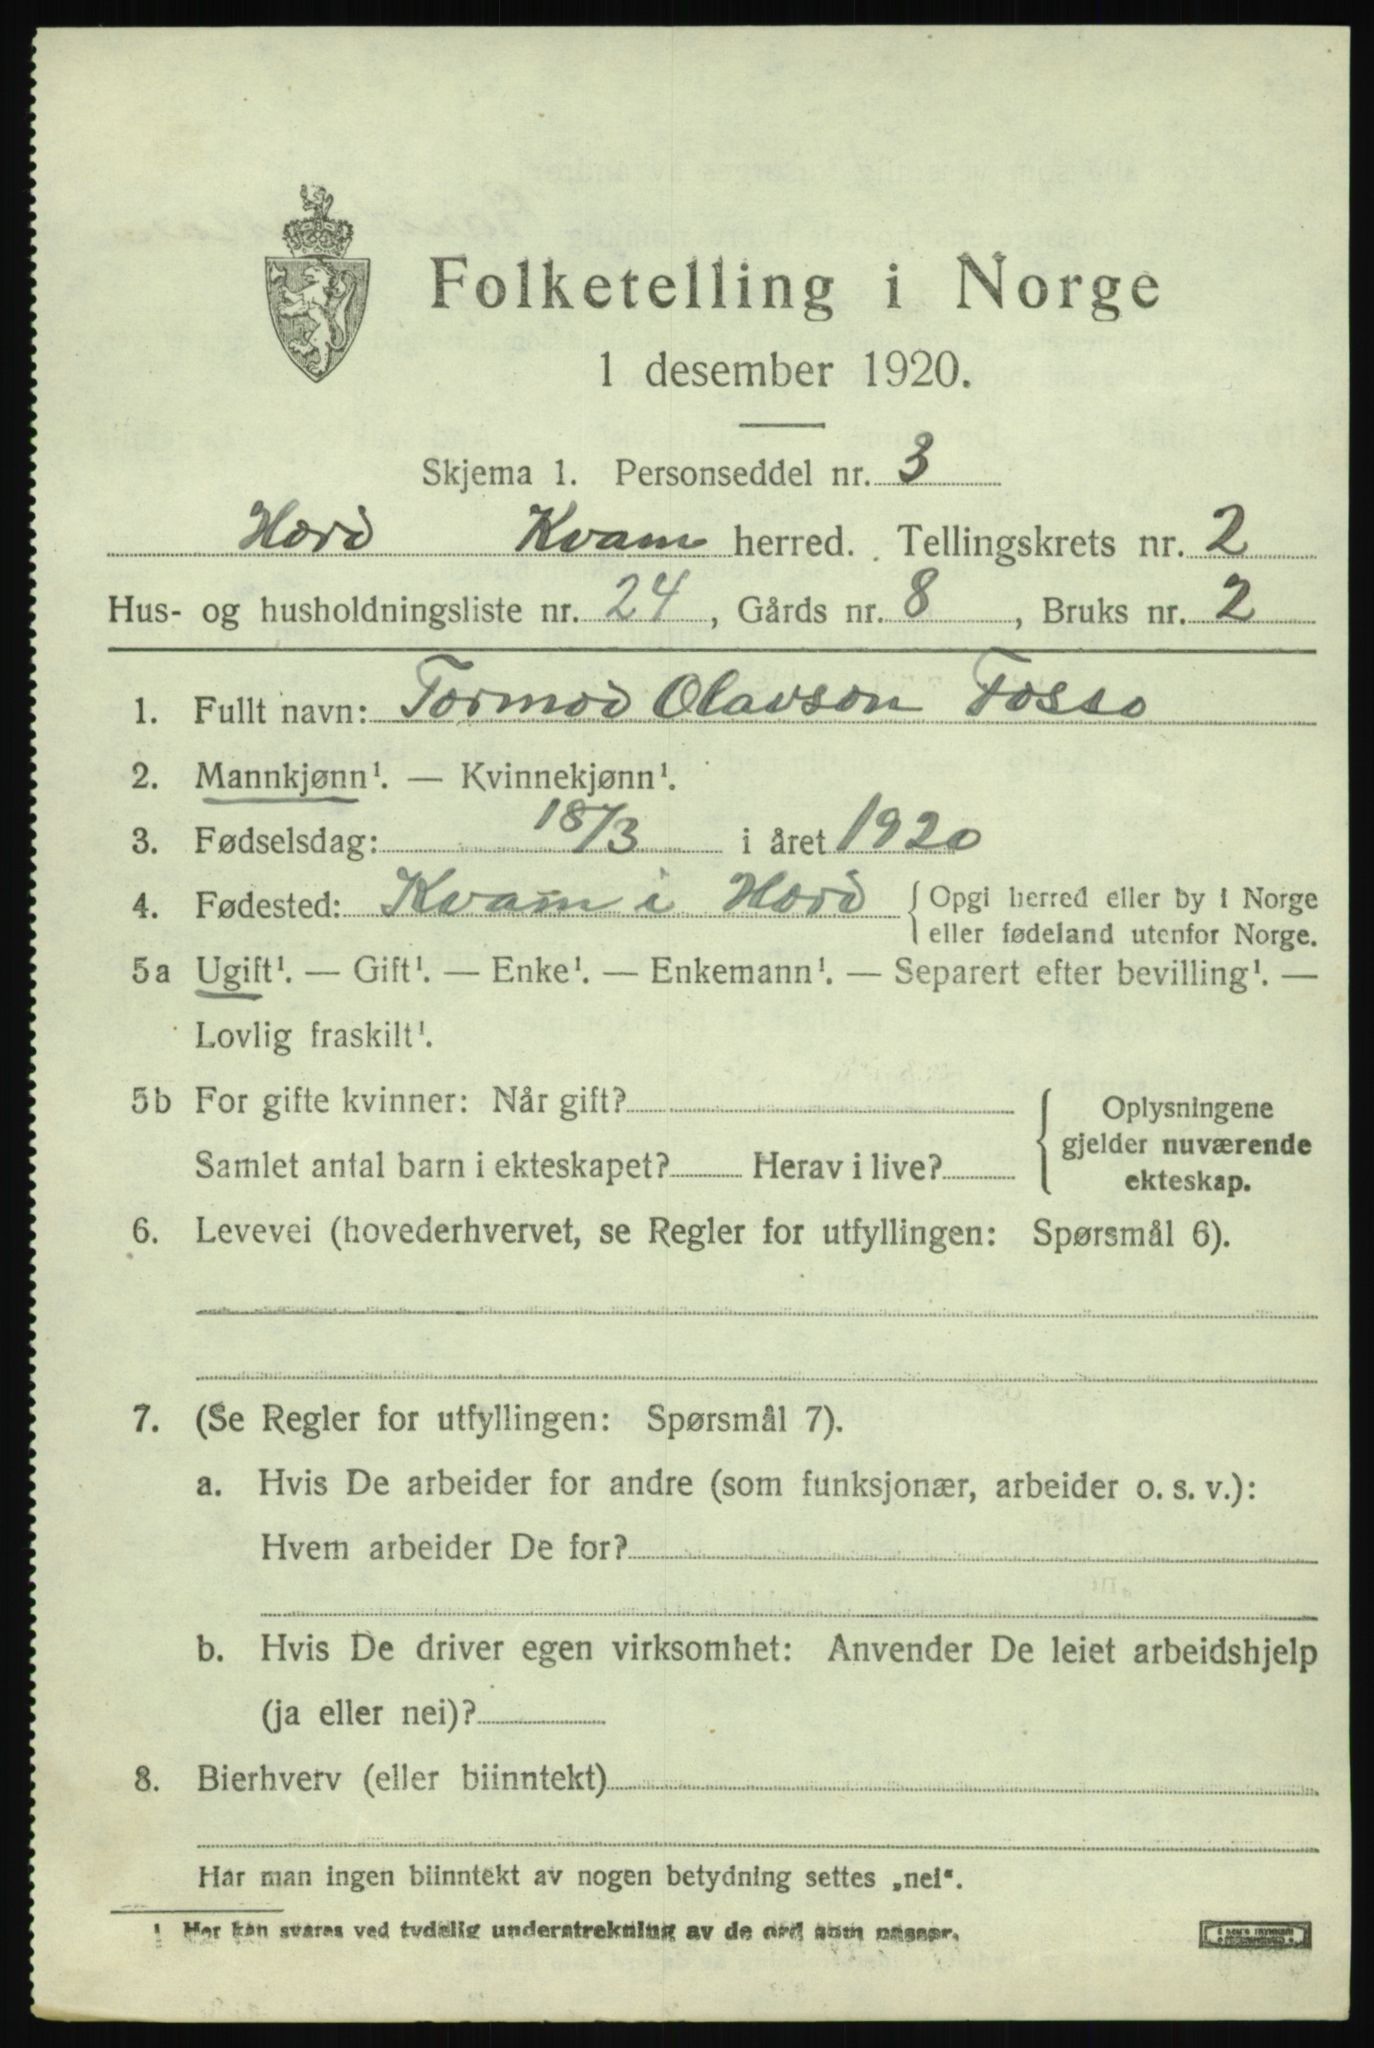 Folketelling i Norge
1 desember 1920.
Skjema 1. Personseddel nr. 3
Hord Kvam herred. Tellingskrets nr. 2
Hus- og husholdningsliste nr. 24, Gårds nr. 8, Bruks nr. 2
1. Fullt navn: Tormod Olavson Fosso
2. Mannkjønn¹. — Kvinnekjønn¹.
3. Fødselsdag: 18/3 i året 1920
4. Fødested: Kvam i Hord { Opgi herred eller by i Norge
eller fødeland utenfor Norge.
5a Ugift¹. — Gift¹. — Enke¹. — Enkemann¹. — Separert efter bevilling¹. —
Lovlig fraskilt¹.
5b For gifte kvinner: Når gift?
Samlet antal barn i ekteskapet? Herav i live?
{ Oplysningene
gjelder nuværende
ekteskap.
6. Levevei (hovederhvervet, se Regler for utfyllingen: Spørsmål 6).
7. (Se Regler for utfyllingen: Spørsmål 7).
a. Hvis De arbeider for andre (som funksjonær, arbeider o. s. v.):
Hvem arbeider De for?
b. Hvis De driver egen virksomhet: Anvender De leiet arbeidshjelp
(ja eller nei)?
8. Bierhverv (eller biinntekt)
Har man ingen biinntekt av nogen betydning settes „nei“.
¹ Her kan svares ved tydelig understrekning av de ord som passer.